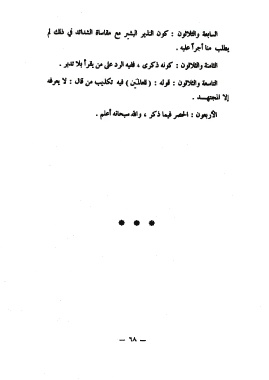 السابعة والثلاثون : كون النذير البشير مع مقاساة الشدائد في ذلك لم
يطلب منا أجراً عليه .
الثامنة والثلاثون : كونه ذكرى ، ففيه الرد على من يقرأ بلا تدبر .
التاسعة والثلاثون : قوله : ( للعالمين ) فيه تكذيب من قال : لا يعرفه
إلا المجتهد .
الأربعون : الحصر فيما ذكر ، والله سبحانه أعلم .
* * *
— ٦٨ —